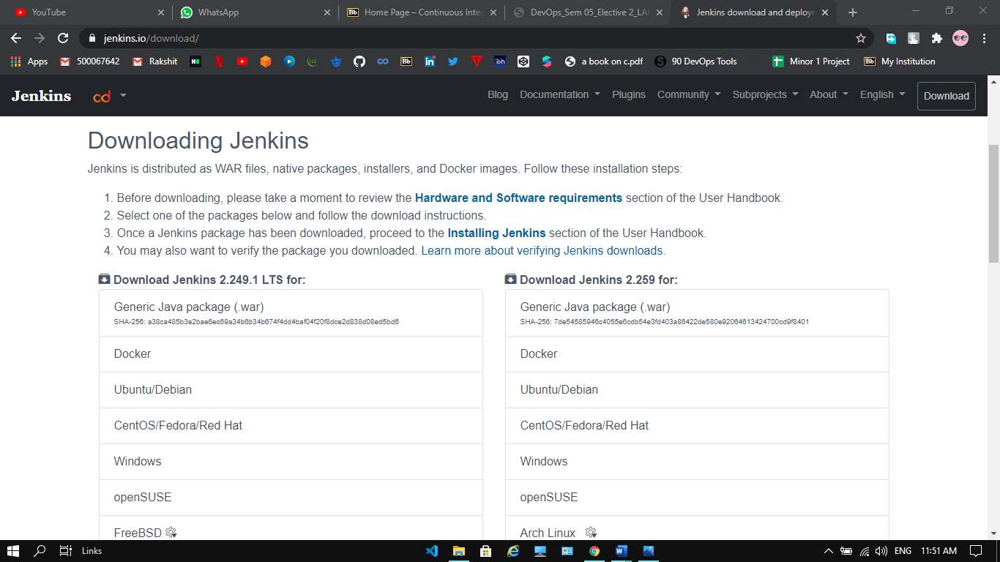 YouTube
WhatsApp
Bb Home Page – Continuous Integ
DevOps_Sem 05_Elective 2_LAB
Jenkins download and deploym
jenkins.io/download/
Apps
500067642
Rakshit
Bb
a book on c.pdf
90 DevOps Tools
Minor 1 Project
Bb My Institution
Jenkins
cd
Blog
Documentation
Plugins
Community
Subprojects
About
English
Download
Downloading Jenkins
Jenkins is distributed as WAR files, native packages, installers, and Docker images. Follow these installation steps:
1. Before downloading, please take a moment to review the Hardware and Software requirements section of the User Handbook.
2. Select one of the packages below and follow the download instructions.
3. Once a Jenkins package has been downloaded, proceed to the Installing Jenkins section of the User Handbook.
4. You may also want to verify the package you downloaded. Learn more about verifying Jenkins downloads.
Download Jenkins 2.249.1 LTS for:
Generic Java package (.war)
SHA-256: a38ca485b3e2bae6ec69a34b6b34b674f4dd4baf04f20f8dce2d838d08ed5bd6
Docker
Ubuntu/Debian
CentOS/Fedora/Red Hat
Windows
openSUSE
FreeBSD
Download Jenkins 2.259 for:
Generic Java package (.war)
SHA-256: 7de54585946c4055e6cdb54e3fd403a86422de580e92064613424700cd9f8401
Docker
Ubuntu/Debian
CentOS/Fedora/Red Hat
Windows
openSUSE
Arch Linux
Links
ENG
11:51 AM